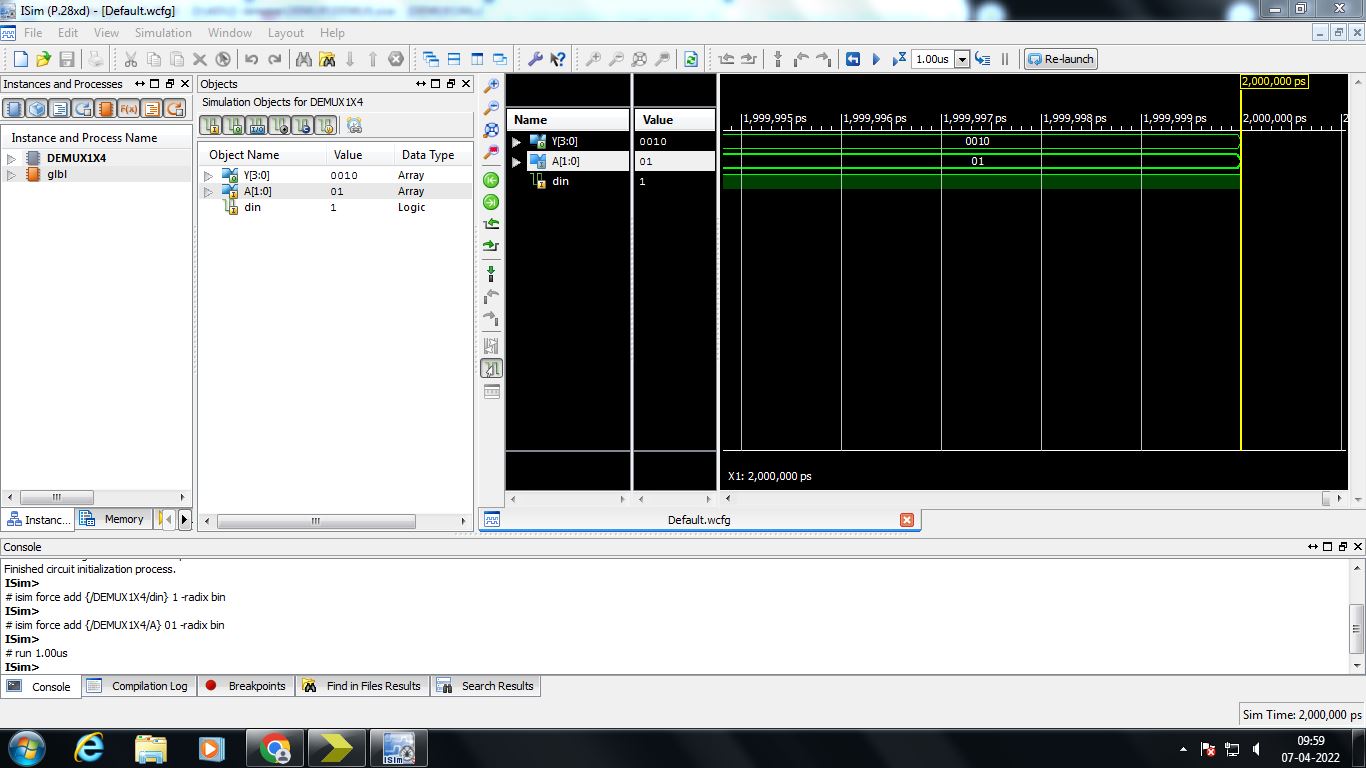 ISim (P.28xd) - [Default.wcfg]
File Edit View Simulation Window Layout Help
1.00us Re-launch
Instances and Processes
Instance and Process Name
DEMUX1X4
glbl
Instanc... Memory
Objects
Simulation Objects for DEMUX1X4
Object Name Value Data Type
Y[3:0] 0010 Array
A[1:0] 01 Array
din 1 Logic
Name Value
Y[3:0] 0010
A[1:0] 01
din 1
2,000,000 ps
1,999,995 ps 1,999,996 ps 1,999,997 ps 1,999,998 ps 1,999,999 ps 2,000,000 ps 2
0010
01
X1: 2,000,000 ps
Default.wcfg
Console
Finished circuit initialization process.
ISim>
# isim force add {/DEMUX1X4/din} 1 -radix bin
ISim>
# isim force add {/DEMUX1X4/A} 01 -radix bin
ISim>
# run 1.00us
ISim>
Console Compilation Log Breakpoints Find in Files Results Search Results
Sim Time: 2,000,000 ps
ISim
09:59
07-04-2022